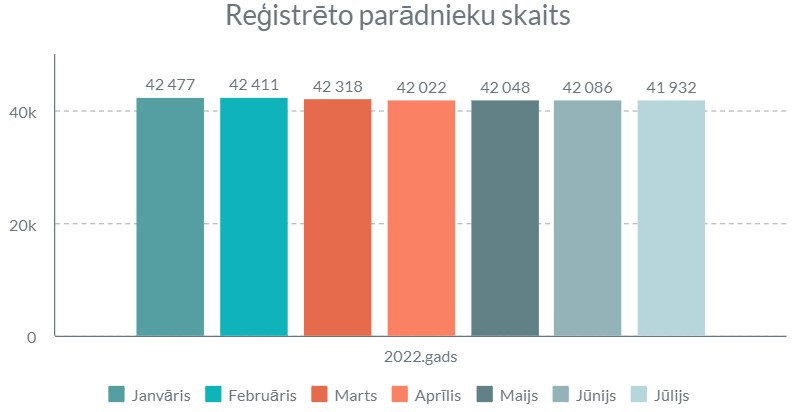 Reģistrēto parādnieku skaits
42 477 42 411 42 318 42 022 42 048 42 086 41 932
40k
20k
0
2022.gads
Janvāris Februāris Marts Aprīlis Maijs Jūnijs Jūlijs